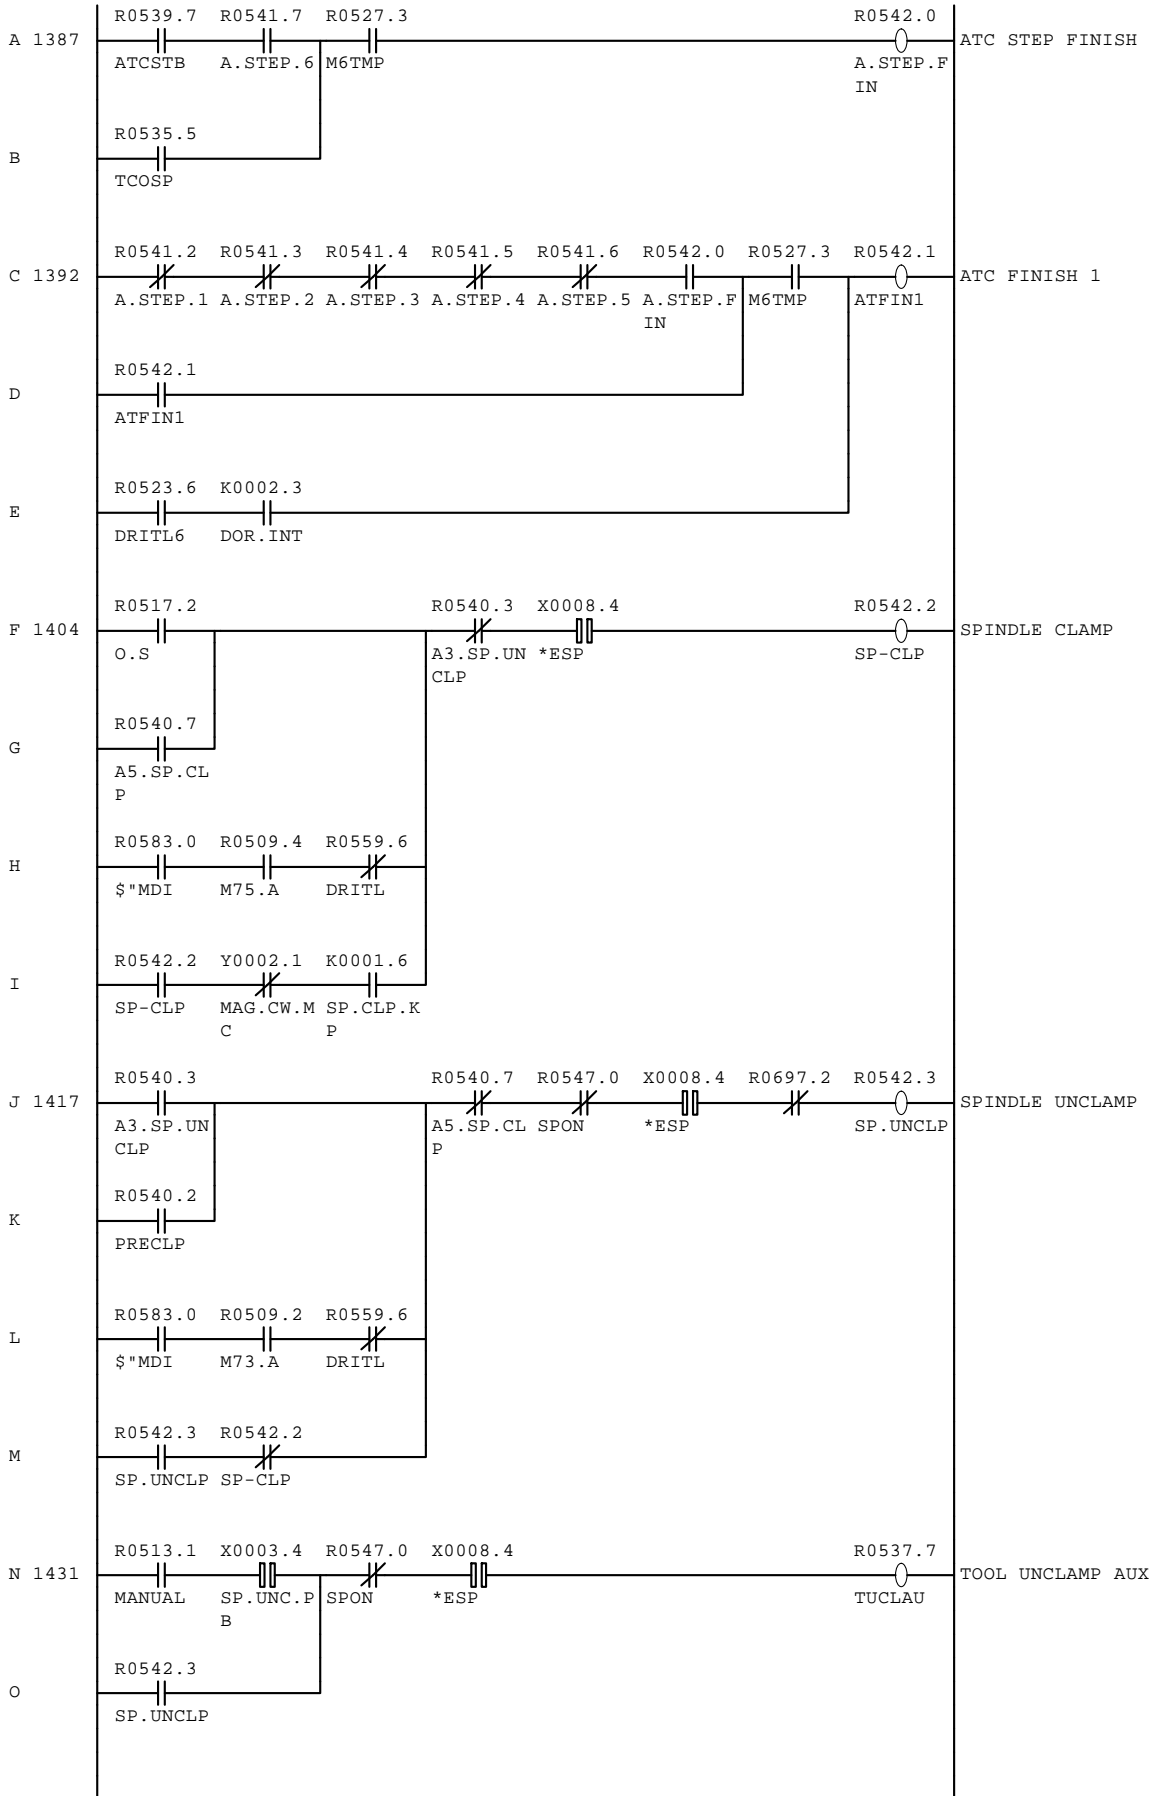 R0539.7 R0541.7 R0527.3 R0542.0
A 1387 ATC STEP FINISH
ATCSTB A.STEP.6 M6TMP A.STEP.F
IN
R0535.5
B
TCOSP
R0541.2 R0541.3 R0541.4 R0541.5 R0541.6 R0542.0 R0527.3 R0542.1
C 1392 ATC FINISH 1
A.STEP.1 A.STEP.2 A.STEP.3 A.STEP.4 A.STEP.5 A.STEP.F M6TMP ATFIN1
IN
R0542.1
D
ATFIN1
R0523.6 K0002.3
E
DRITL6 DOR.INT
R0517.2 R0540.3 X0008.4 R0542.2
F 1404 SPINDLE CLAMP
O.S A3.SP.UN *ESP SP-CLP
CLP
R0540.7
G
A5.SP.CL
P
R0583.0 R0509.4 R0559.6
H
$"MDI M75.A DRITL
R0542.2 Y0002.1 K0001.6
I
SP-CLP MAG.CW.M SP.CLP.K
C P
R0540.3 R0540.7 R0547.0 X0008.4 R0697.2 R0542.3
J 1417 SPINDLE UNCLAMP
A3.SP.UN A5.SP.CL SPON *ESP SP.UNCLP
CLP P
R0540.2
K
PRECLP
R0583.0 R0509.2 R0559.6
L
$"MDI M73.A DRITL
R0542.3 R0542.2
M
SP.UNCLP SP-CLP
R0513.1 X0003.4 R0547.0 X0008.4 R0537.7
N 1431 TOOL UNCLAMP AUX
MANUAL SP.UNC.P SPON *ESP TUCLAU
B
R0542.3
O
SP.UNCLP